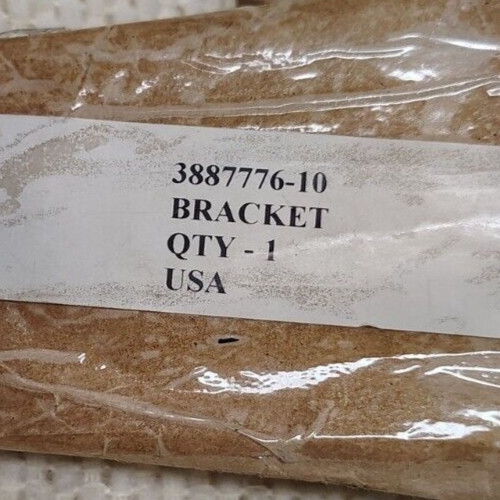 3887776-10
BRACKET
QTY - 1
USA